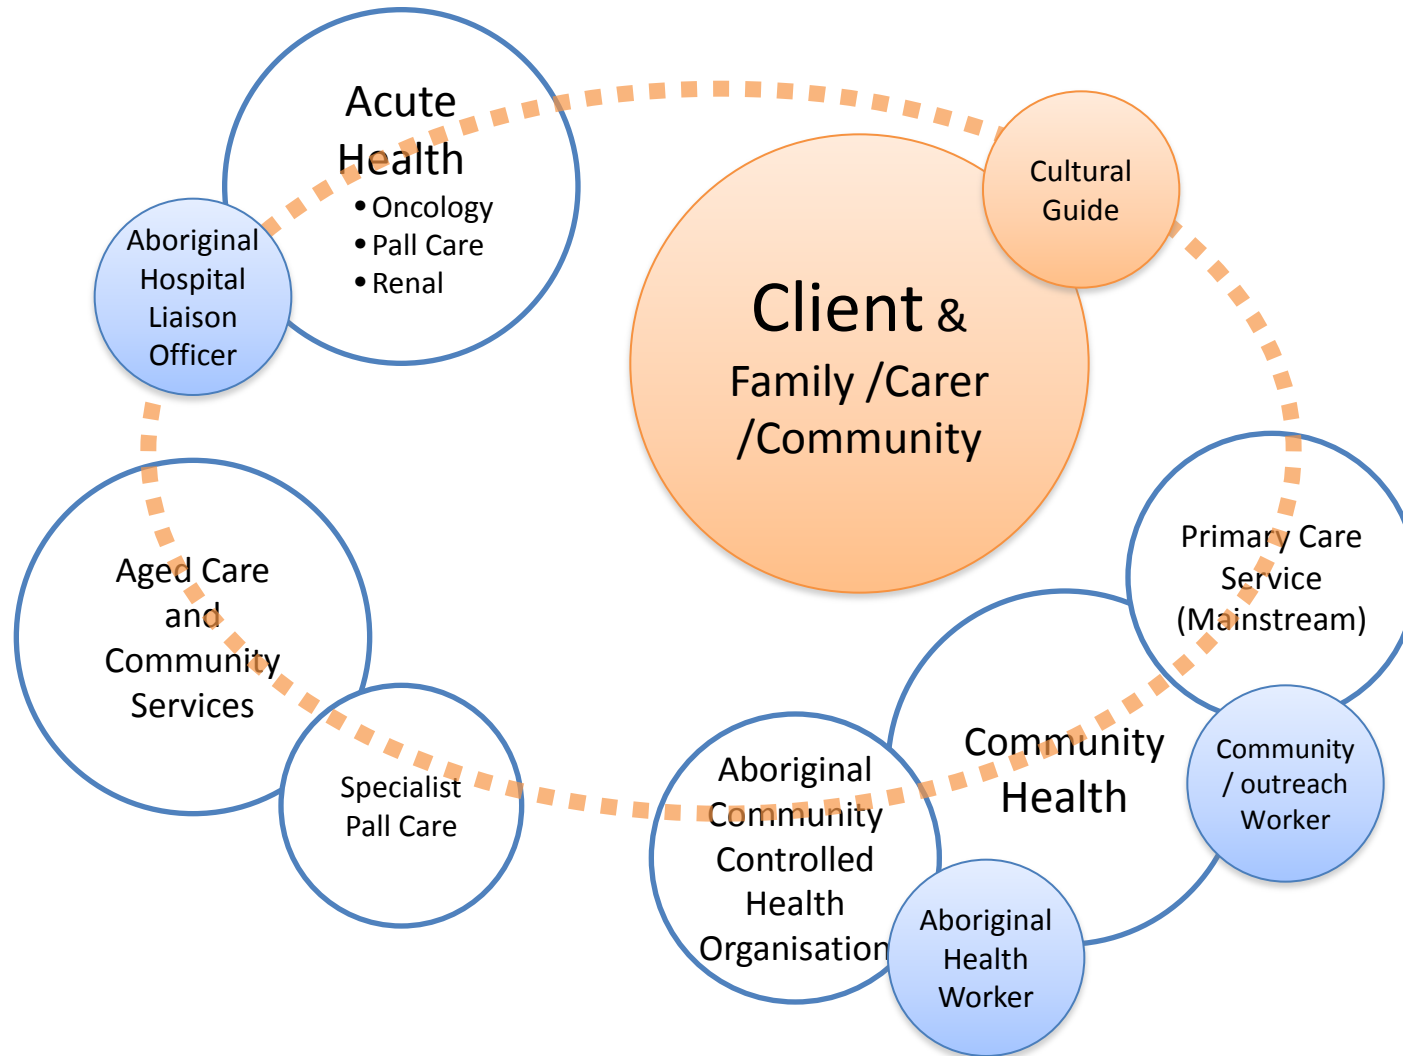 Acute
Health
• Oncology
• Pall Care
• Renal
Aboriginal
Hospital
Liaison
Officer
Cultural
Guide
Client &
Family /Carer
/Community
Primary Care
Service
(Mainstream)
Aged Care
and
Community
Services
Specialist
Pall Care
Aboriginal
Community
Controlled
Health
Organisation
Community
Health
Community
/ outreach
Worker
Aboriginal
Health
Worker